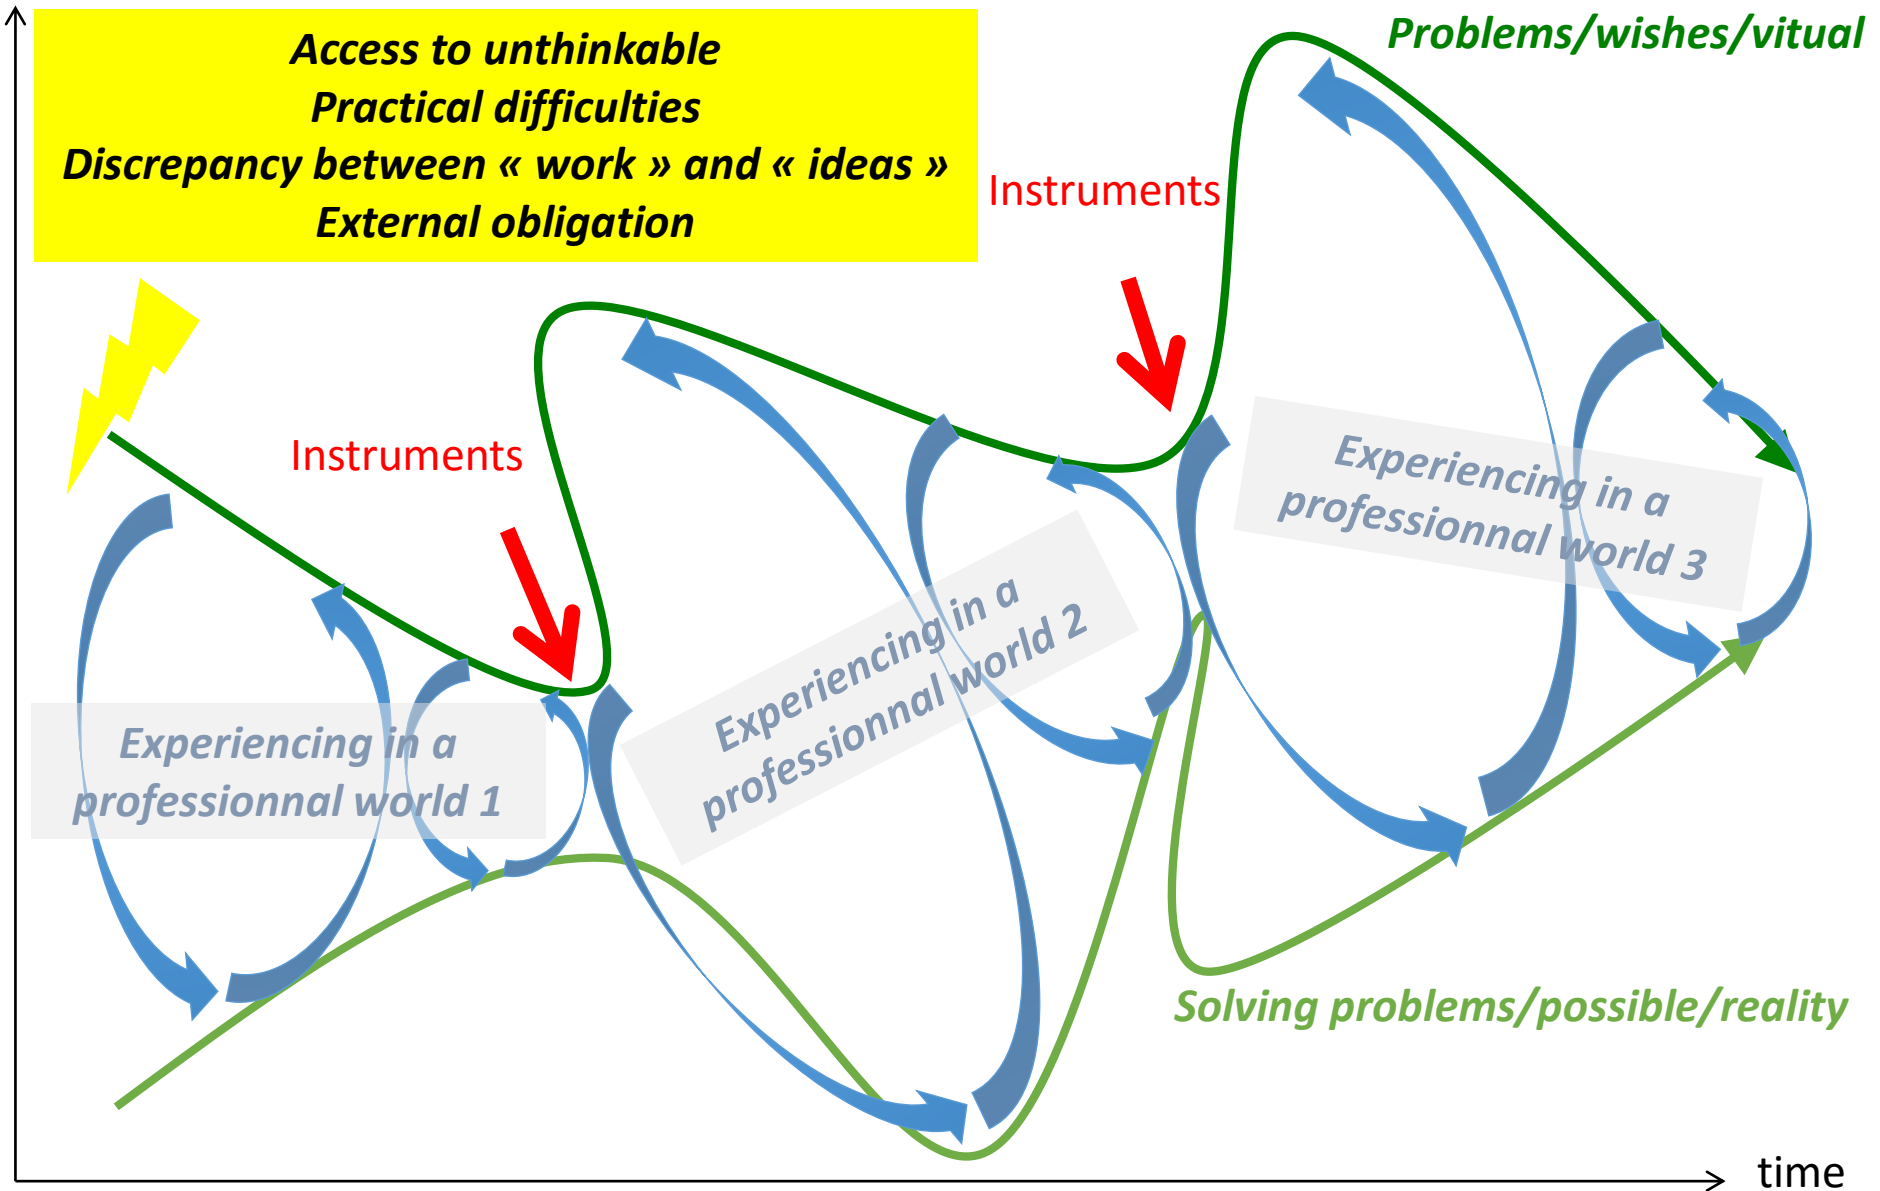 Access to unthinkable
Practical difficulties
Discrepancy between « work » and « ideas »
External obligation
Problems/wishes/vitual
Instruments
Instruments
Experiencing in a
professionnal world 1
Experiencing in a
professionnal world 2
Experiencing in a
professionnal world 3
Solving problems/possible/reality
time